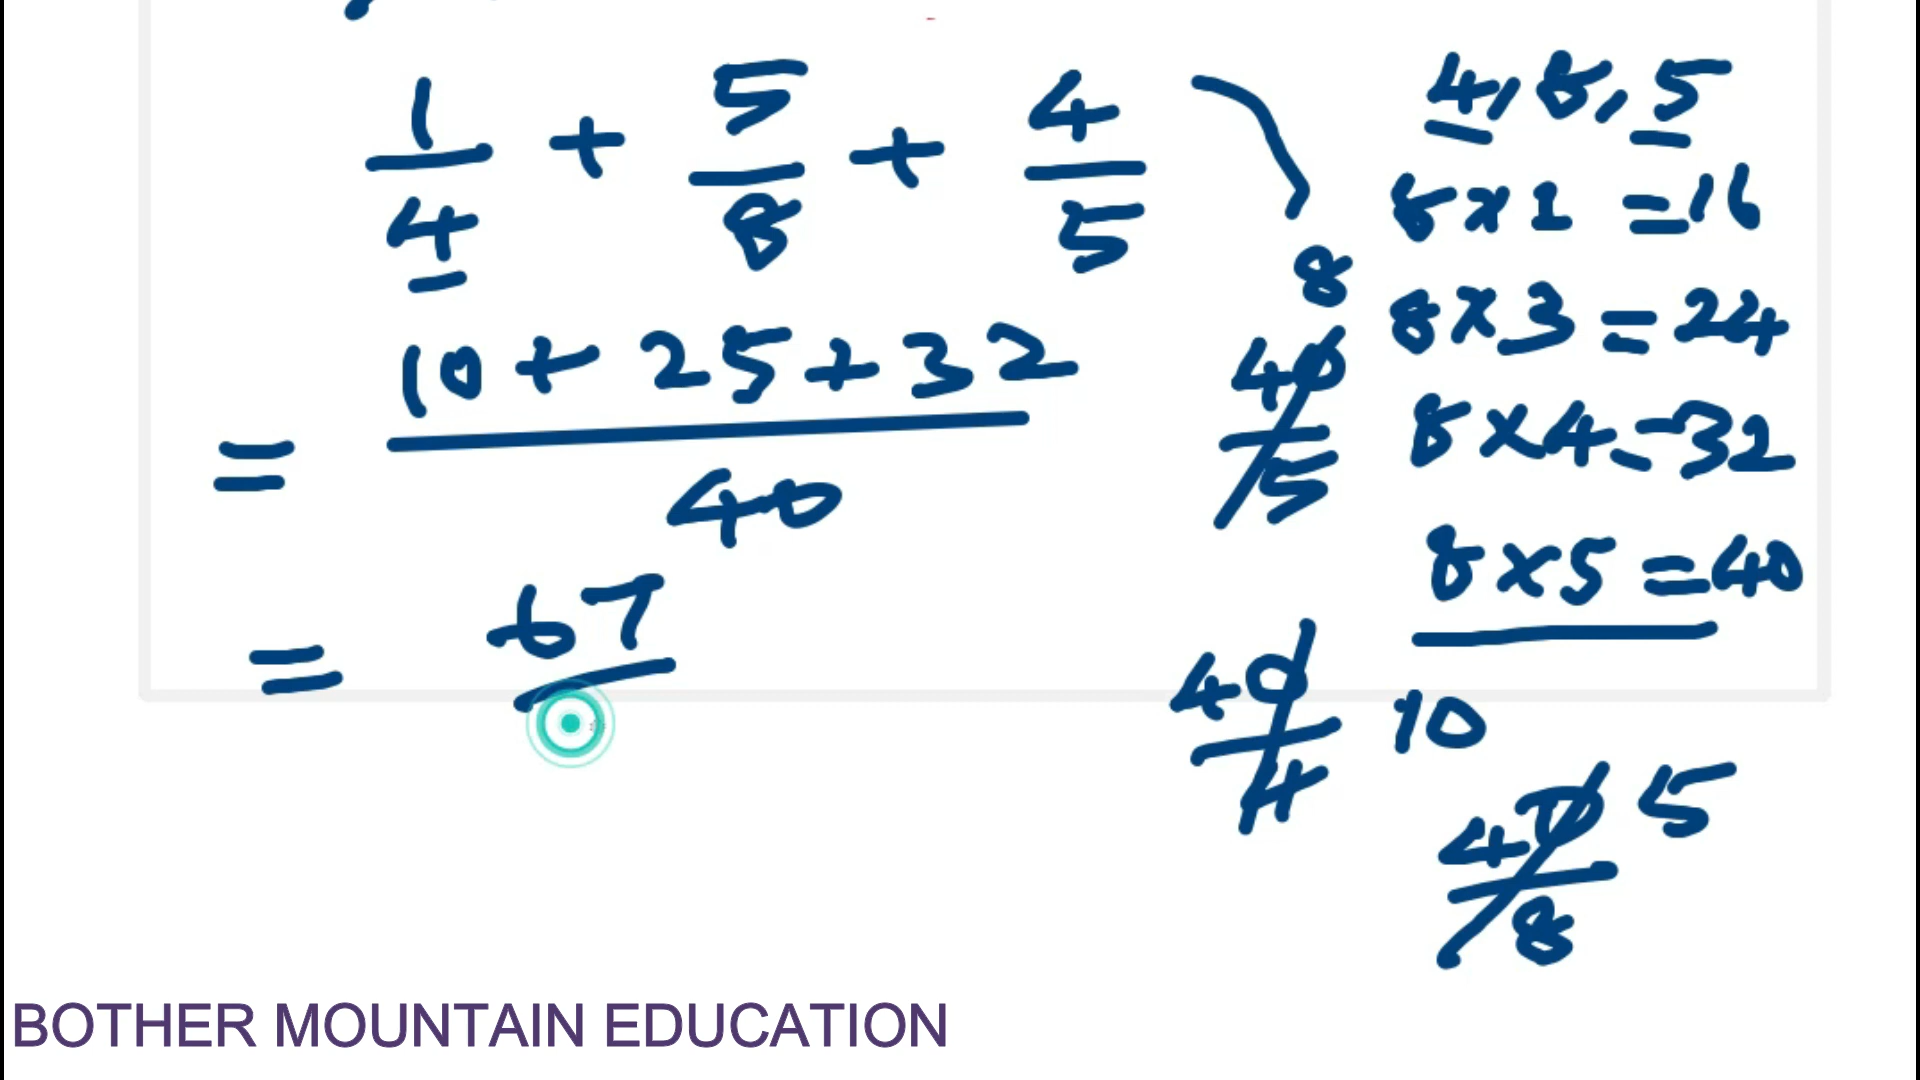 1/4 + 5/8 + 4/5
= 10 + 25 + 32 / 40
= 67
4, 8, 5
8 x 2 = 16
8 x 3 = 24
8 x 4 = 32
8 x 5 = 40
40/5 8
40/4 10
40/8 5
BOTHER MOUNTAIN EDUCATION